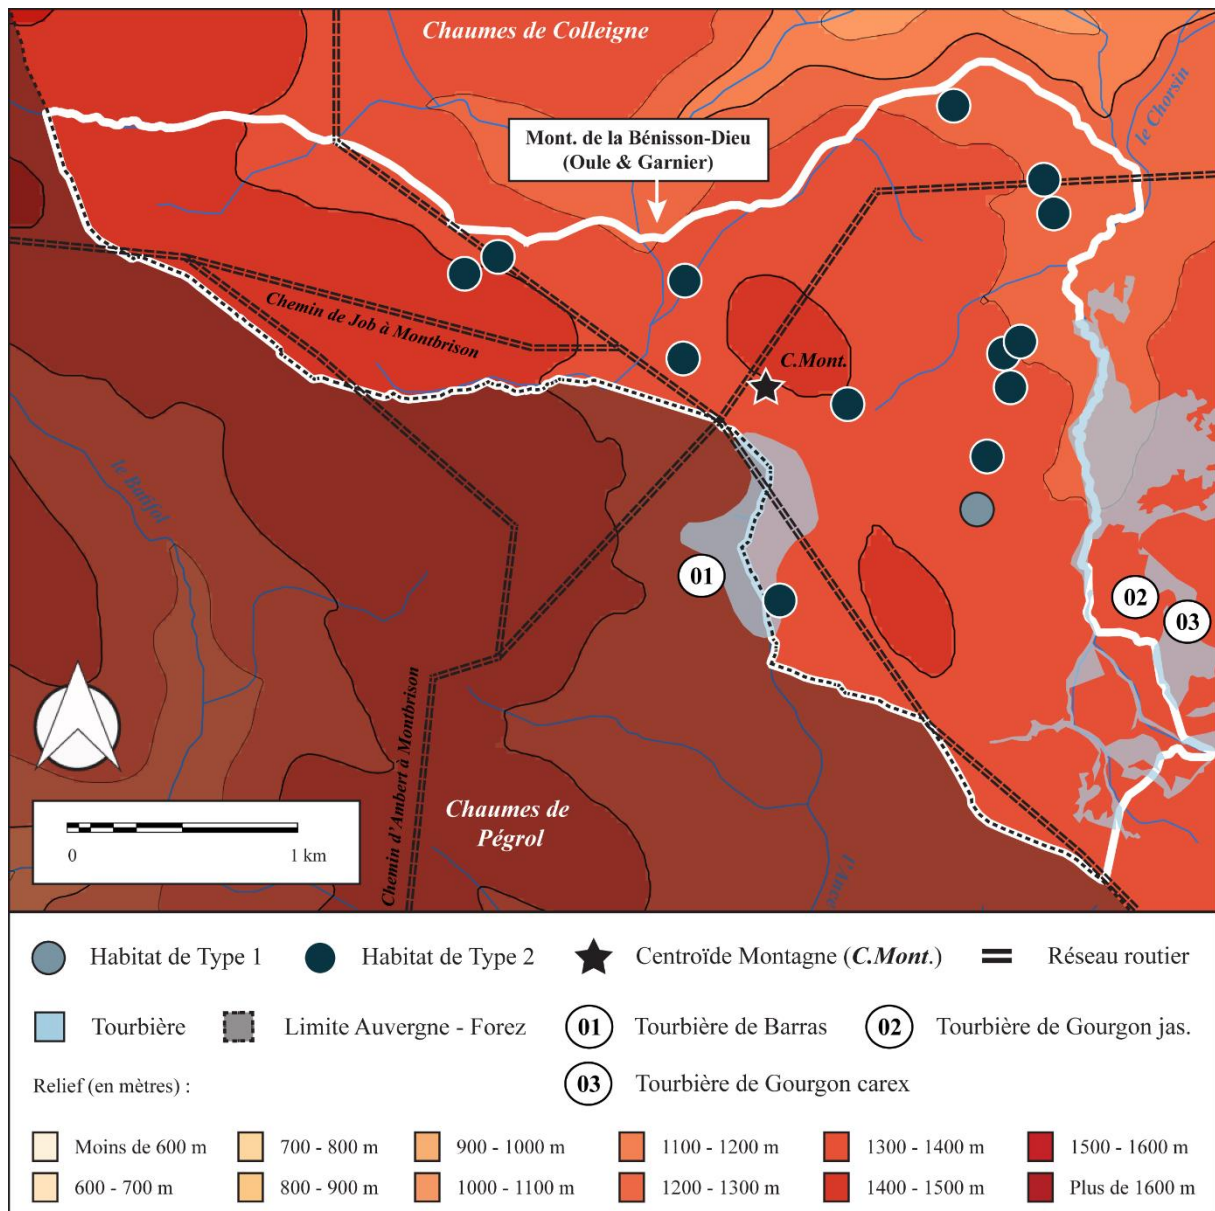 Chaumes de Colleigne
le Chorsin
Mont. de la Bénisson-Dieu
(Oule & Garnier)
Chemin de Job à Montbrison
C.Mont.
le Batifol
01
02
03
Chemin d'Ambert à Montbrison
Chaumes de
Pégrol
l'Ance
0 1 km
Habitat de Type 1
Habitat de Type 2
Centroïde Montagne (C.Mont.)
Réseau routier
Tourbière
Limite Auvergne - Forez
01 Tourbière de Barras
02 Tourbière de Gourgon jas.
Relief (en mètres) :
03 Tourbière de Gourgon carex
Moins de 600 m
700 - 800 m
900 - 1000 m
1100 - 1200 m
1300 - 1400 m
1500 - 1600 m
600 - 700 m
800 - 900 m
1000 - 1100 m
1200 - 1300 m
1400 - 1500 m
Plus de 1600 m